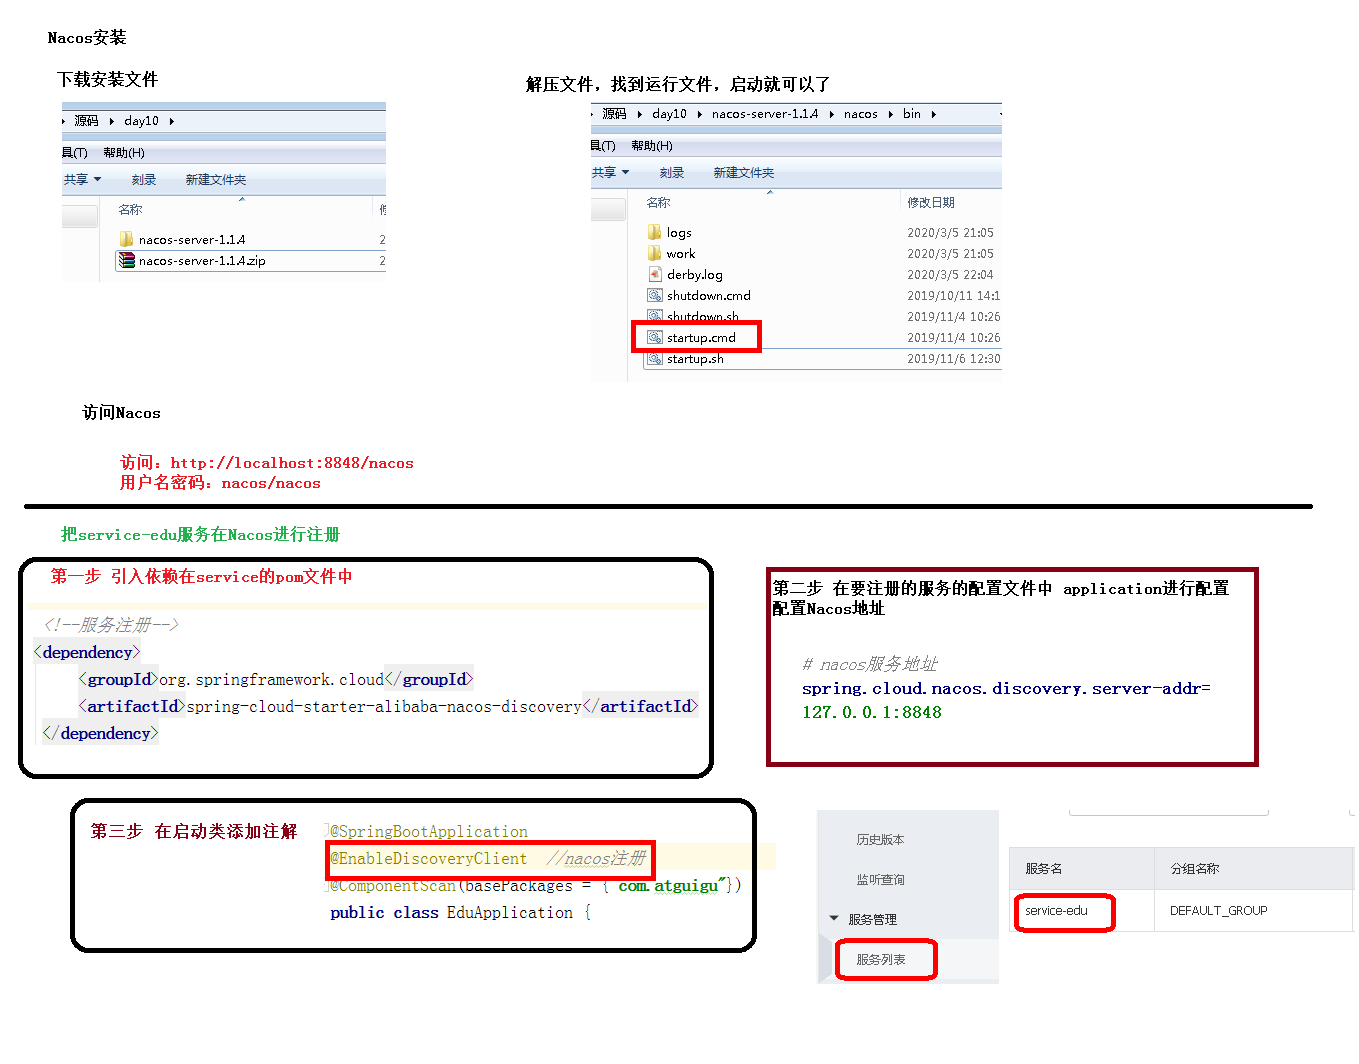 Nacos安装
下载安装文件
源码 day10
具(T) 帮助(H)
共享 刻录 新建文件夹
名称
nacos-server-1.1.4
nacos-server-1.1.4.zip
解压文件，找到运行文件，启动就可以了
源码 day10 nacos-server-1.1.4 nacos bin
具(T) 帮助(H)
共享 刻录 新建文件夹
名称 修改日期
logs 2020/3/5 21:05
work 2020/3/5 21:05
derby.log 2020/3/5 22:04
shutdown.cmd 2019/10/11 14:1
shutdown.sh 2019/11/4 10:26
startup.cmd 2019/11/4 10:26
startup.sh 2019/11/6 12:30
访问Nacos
访问：http://localhost:8848/nacos
用户名密码：nacos/nacos
把service-edu服务在Nacos进行注册
第一步 引入依赖在service的pom文件中
<!--服务注册-->
<dependency>
<groupId>org.springframework.cloud</groupId>
<artifactId>spring-cloud-starter-alibaba-nacos-discovery</artifactId>
</dependency>
第二步 在要注册的服务的配置文件中 application进行配置
配置Nacos地址
# nacos服务地址
spring.cloud.nacos.discovery.server-addr=
127.0.0.1:8848
第三步 在启动类添加注解
@SpringBootApplication
@EnableDiscoveryClient //nacos注册
@ComponentScan(basePackages = {"com.atguigu"})
public class EduApplication {
历史版本
监听查询
服务管理
服务列表
服务名 分组名称
service-edu DEFAULT_GROUP